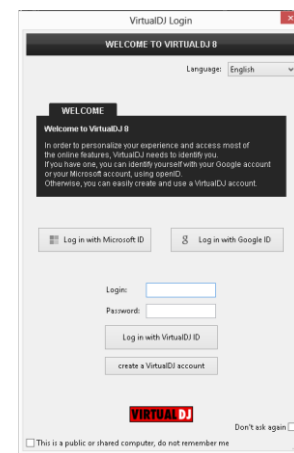 VirtualDJ Login
WELCOME TO VIRTUALDJ 8
Language: English
WELCOME
Welcome to VirtualDJ 8
In order to personalize your experience and access most of
the online features, VirtualDJ needs to identify you.
If you have one, you can identify yourself with your Google account
or your Microsoft account, using openID.
Otherwise, you can easily create and use a VirtualDJ account.
Log in with Microsoft ID
g Log in with Google ID
Login:
Password:
Log in with VirtualDJ ID
create a VirtualDJ account
VIRTUAL DJ
Don't ask again
This is a public or shared computer, do not remember me